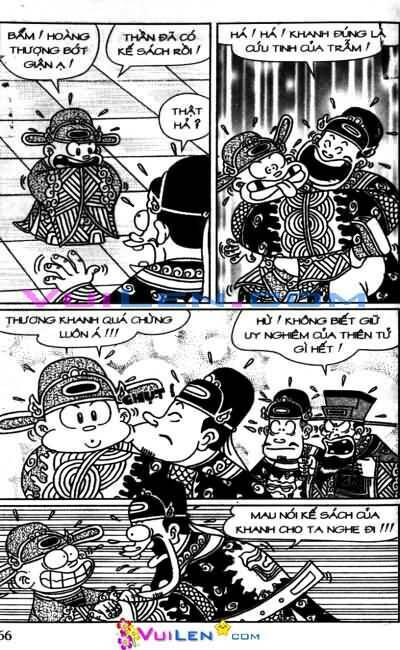 BẨM! HOÀNG
THƯỢNG BỚT
GIẬN Ạ!
THẦN ĐÃ CÓ
KẾ SÁCH RỒI!
THẬT
HẢ?
HÁ! HÁ! KHANH ĐÚNG LÀ
CỨU TINH CỦA TRẪM!
VUILEN.COM
THƯƠNG KHANH QUÁ CHỪNG
LUÔN Á!!!
CHỤT!
HỪ! KHÔNG BIẾT GIỮ
UY NGHIÊM CỦA THIÊN TỬ
GÌ HẾT!
MAU NÓI KẾ SÁCH CỦA
KHANH CHO TA NGHE ĐI!!!
66
VUILEN.COM